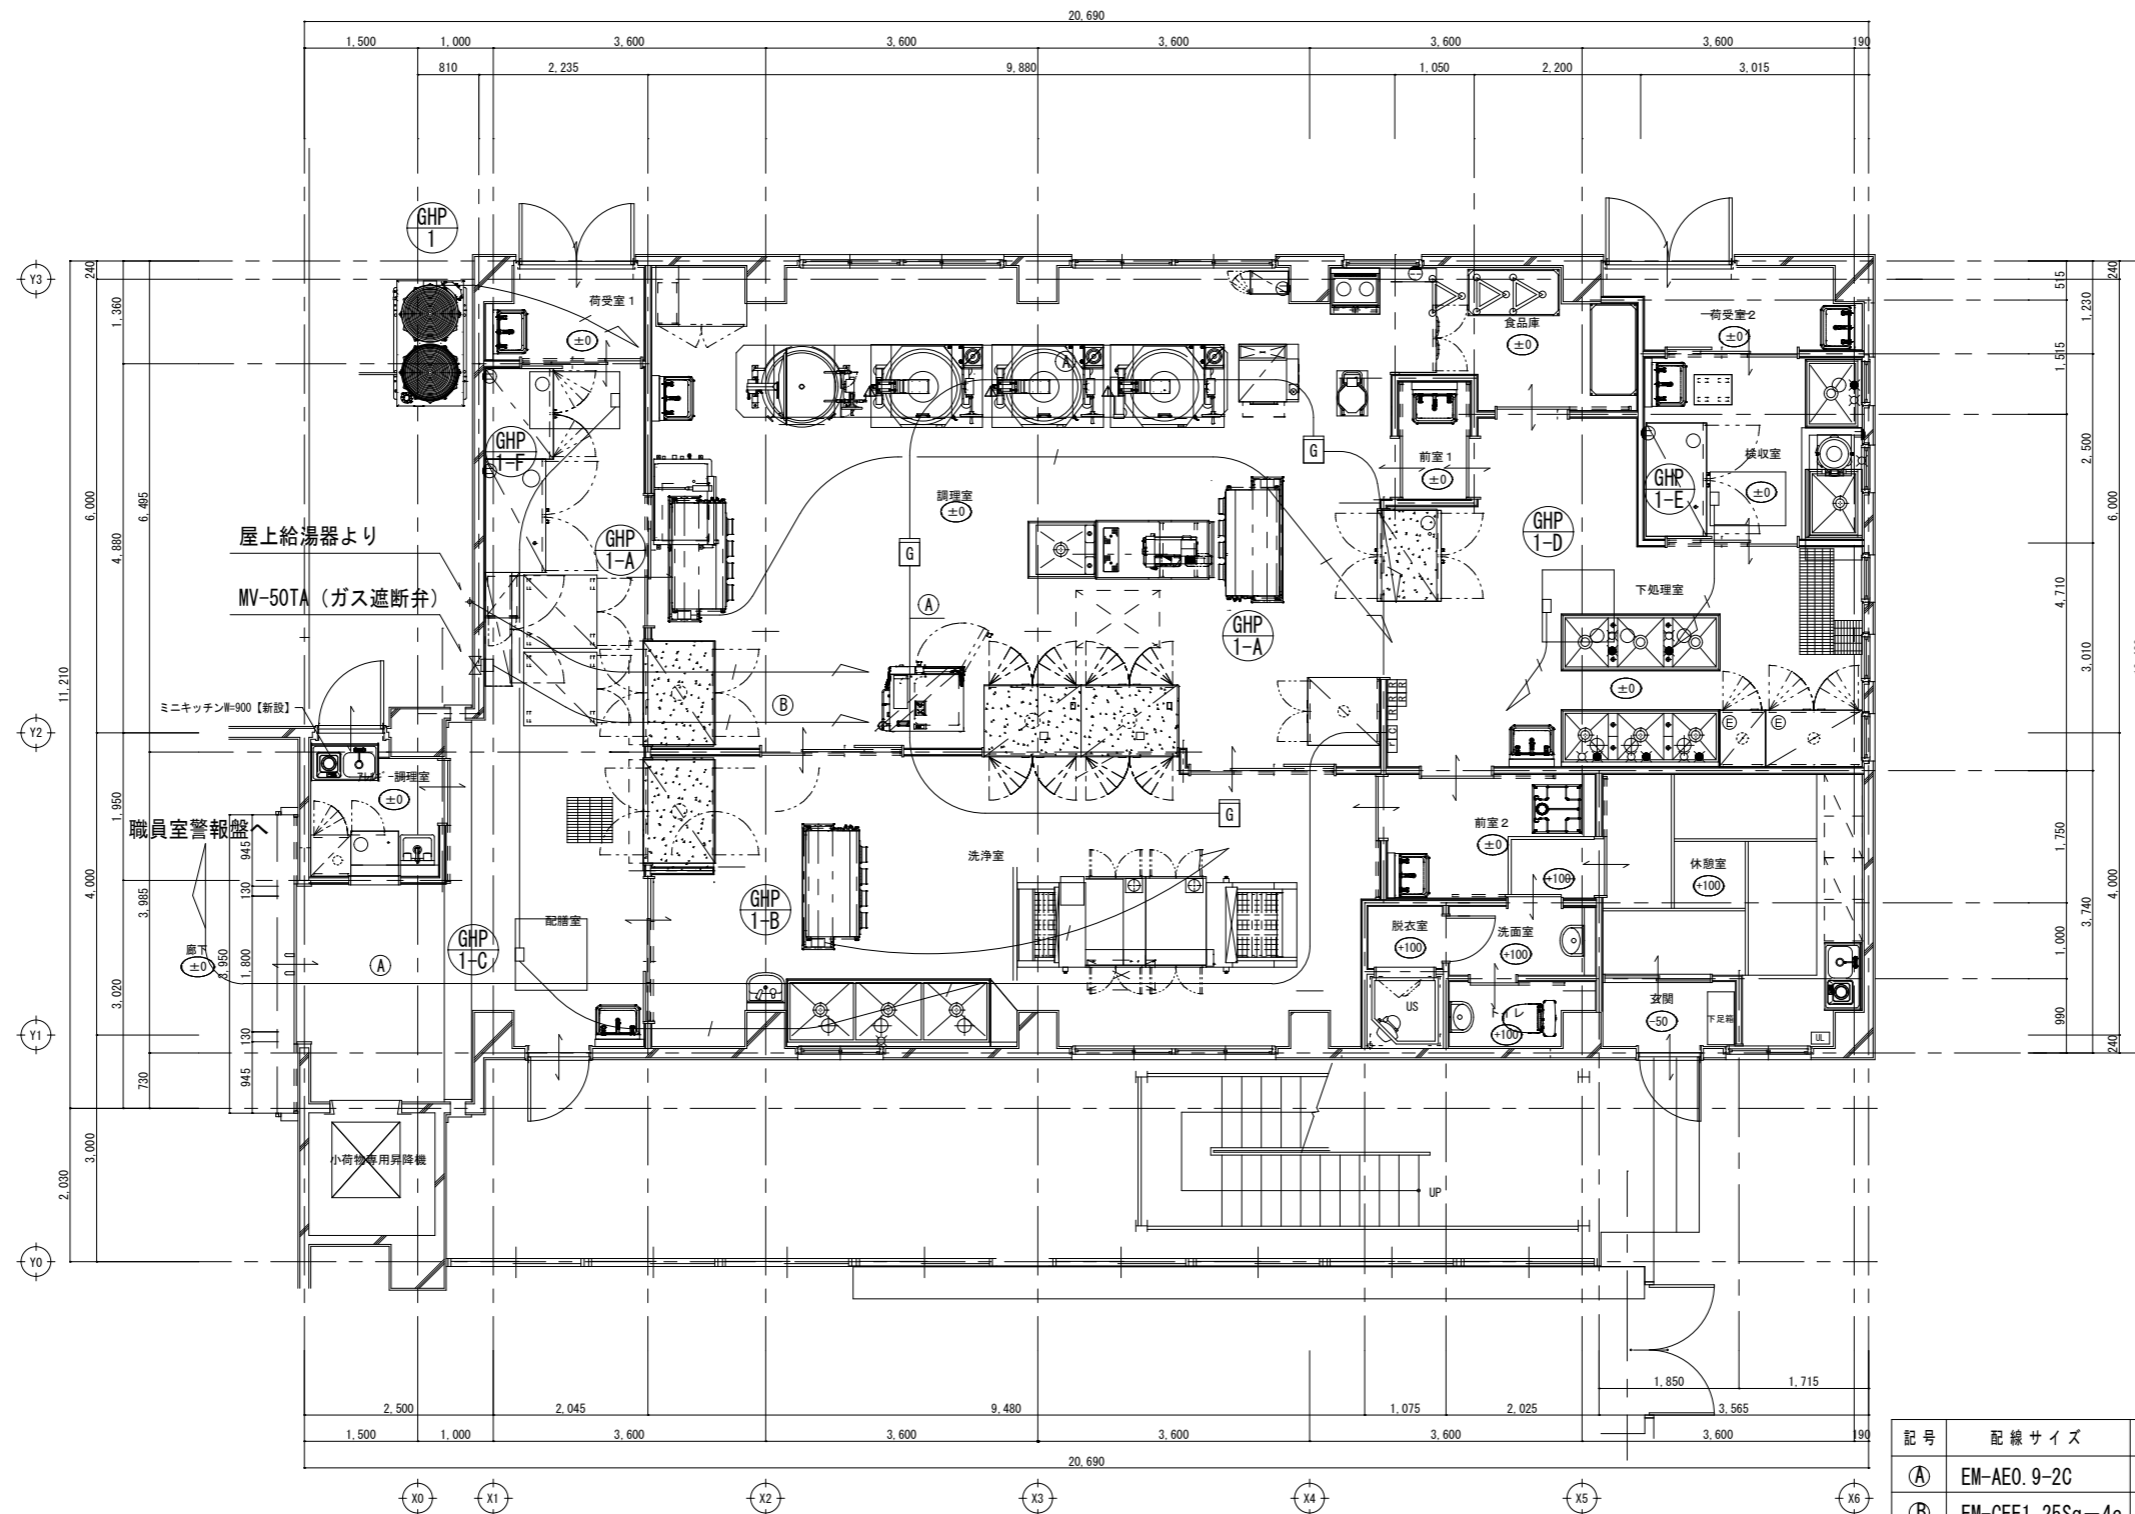 20,690
1,500 1,000 3,600 3,600 3,600 3,600 3,600 190
810 2,235 9,880 1,050 2,200 3,015
GHP
1
Y3
240
1,360
荷受室1
±0
食品庫
±0
荷受室2
±0
515
240
1,230
1,515
GHP
1-F
A
G
前室1
±0
検収室
±0
GHP
1-E
2,500
6,000
6,495
4,880
調理室
±0
GHP
1-A
G
GHP
1-D
6,000
屋上給湯器より
MV-50TA (ガス遮断弁)
A
GHP
1-A
下処理室
4,710
3,010
11,210
B
±0
R R
R R
R
C
F
E E
ミニキッチンW=900【新設】
Y2
ｱﾚﾙｷﾞｰ調理室
±0
1,950
職員室警報盤へ
945
130
G
前室2
±0
+100
休憩室
+100
1,750
4,000
4,000
3,985
洗浄室
GHP
1-B
配膳室
GHP
1-C
脱衣室
+100
洗面室
+100
3,740
1,000
廊下
±0
3,950
1,800
A
3,020
US
トイレ
+100
玄関
-50
下足箱
UL
990
Y1
130
945
730
240
小荷物専用昇降機
3,000
2,030
UP
Y0
1,850 1,715
2,500 2,045 9,480 1,075 2,025 3,565
1,500 1,000 3,600 3,600 3,600 3,600 3,600 190
20,690
X0 X1 X2 X3 X4 X5 X6
記号 配線サイズ
A EM-AE0.9-2C
B EM-CEE1.25Sq-4c